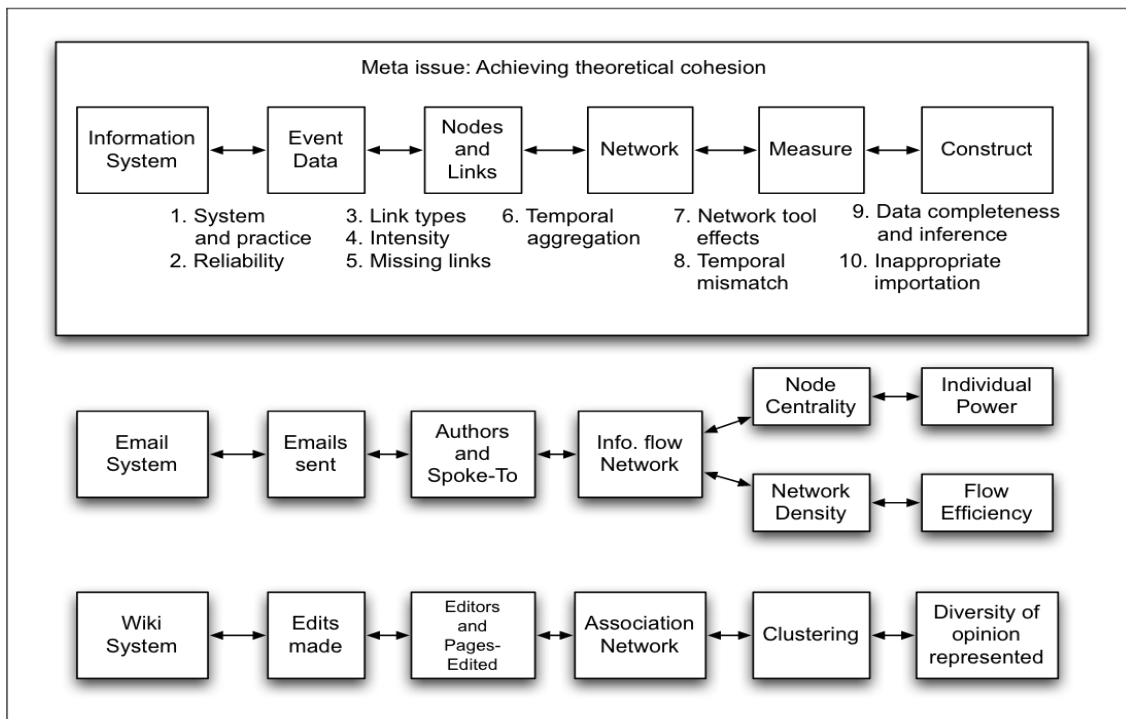 Meta issue: Achieving theoretical cohesion
Information
System
Event
Data
Nodes
and
Links
Network
Measure
Construct
1. System
and practice
2. Reliability
3. Link types
4. Intensity
5. Missing links
6. Temporal
aggregation
7. Network tool
effects
8. Temporal
mismatch
9. Data completeness
and inference
10. Inappropriate
importation
Email
System
Emails
sent
Authors
and
Spoke-To
Info. flow
Network
Node
Centrality
Individual
Power
Network
Density
Flow
Efficiency
Wiki
System
Edits
made
Editors
and
Pages-
Edited
Association
Network
Clustering
Diversity of
opinion
represented